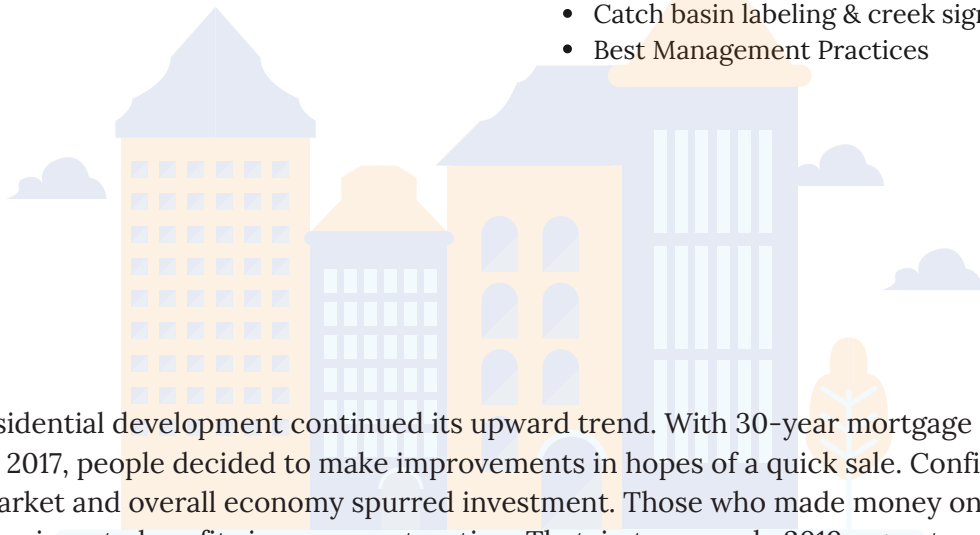 • Catch basin labeling & creek sign
• Best Management Practices
sidential development continued its upward trend. With 30-year mortgage
2017, people decided to make improvements in hopes of a quick sale. Confi
arket and overall economy spurred investment. Those who made money on